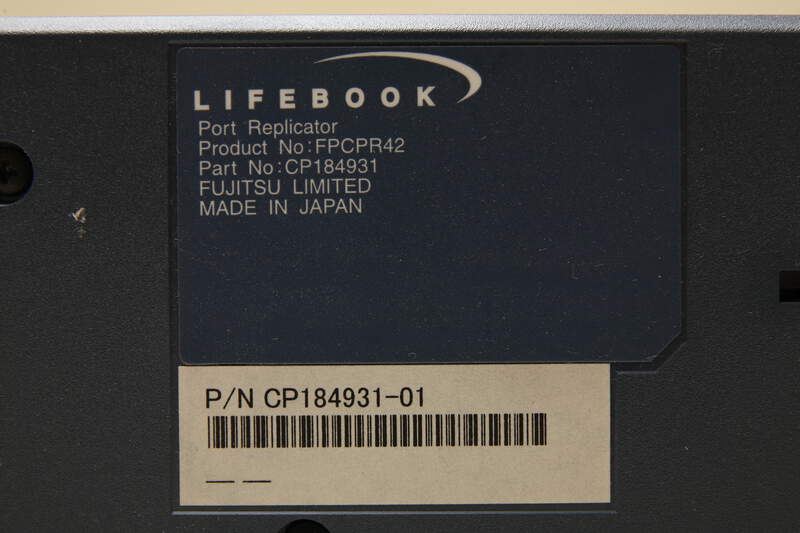 LIFEBOOK
Port Replicator
Product No:FPCPR42
Part No:CP184931
FUJITSU LIMITED
MADE IN JAPAN
P/N CP184931-01